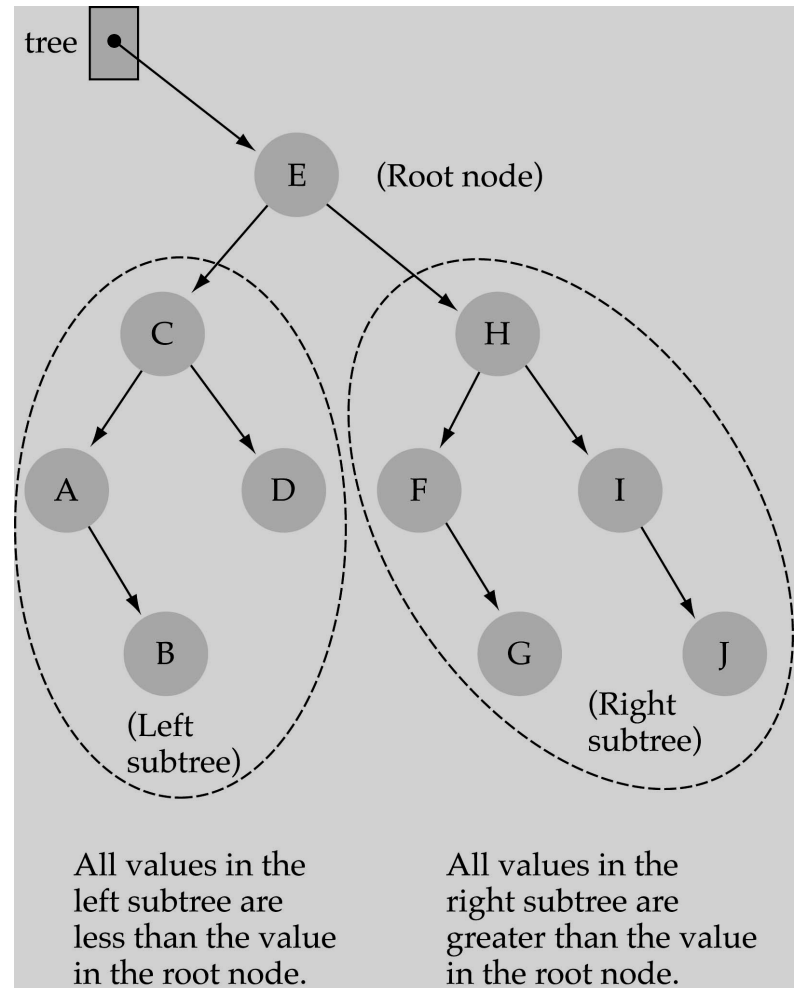 tree
E
(Root node)
C
H
A
D
F
I
B
G
J
(Left
subtree)
(Right
subtree)
All values in the
left subtree are
less than the value
in the root node.
All values in the
right subtree are
greater than the value
in the root node.